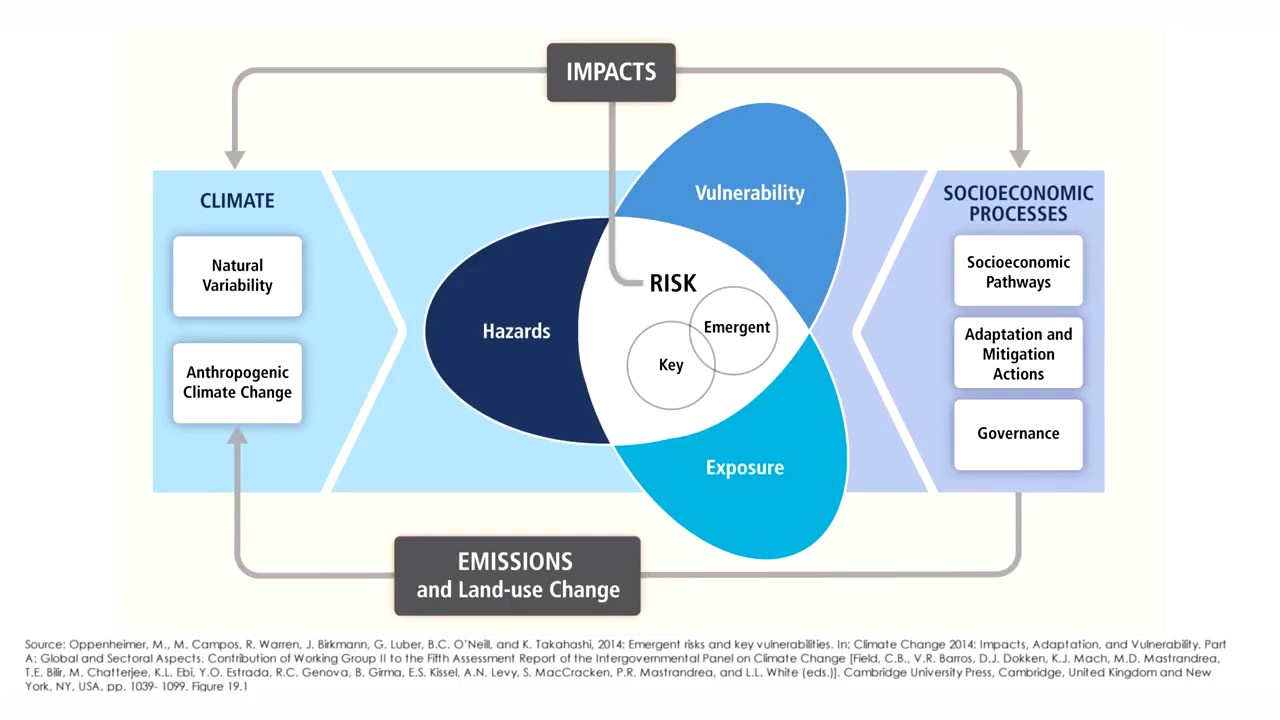 IMPACTS
CLIMATE
Natural
Variability
Anthropogenic
Climate Change
Vulnerability
Hazards
RISK
Emergent
Key
Exposure
SOCIOECONOMIC
PROCESSES
Socioeconomic
Pathways
Adaptation and
Mitigation
Actions
Governance
EMISSIONS
and Land-use Change
Source: Oppenheimer, M., M. Campos, R. Warren, J. Birkmann, G. Luber, B.C. O’Neill, and K. Takahashi, 2014: Emergent risks and key vulnerabilities. In: Climate Change 2014: Impacts, Adaptation, and Vulnerability. Part
A: Global and Sectoral Aspects. Contribution of Working Group II to the Fifth Assessment Report of the Intergovernmental Panel on Climate Change [Field, C.B., V.R. Barros, D.J. Dokken, K.J. Mach, M.D. Mastrandrea,
T.E. Bilir, M. Chatterjee, K.L. Ebi, Y.O. Estrada, R.C. Genova, B. Girma, E.S. Kissel, A.N. Levy, S. MacCracken, P.R. Mastrandrea, and L.L. White (eds.)]. Cambridge University Press, Cambridge, United Kingdom and New
York, NY, USA, pp. 1039- 1099. Figure 19.1